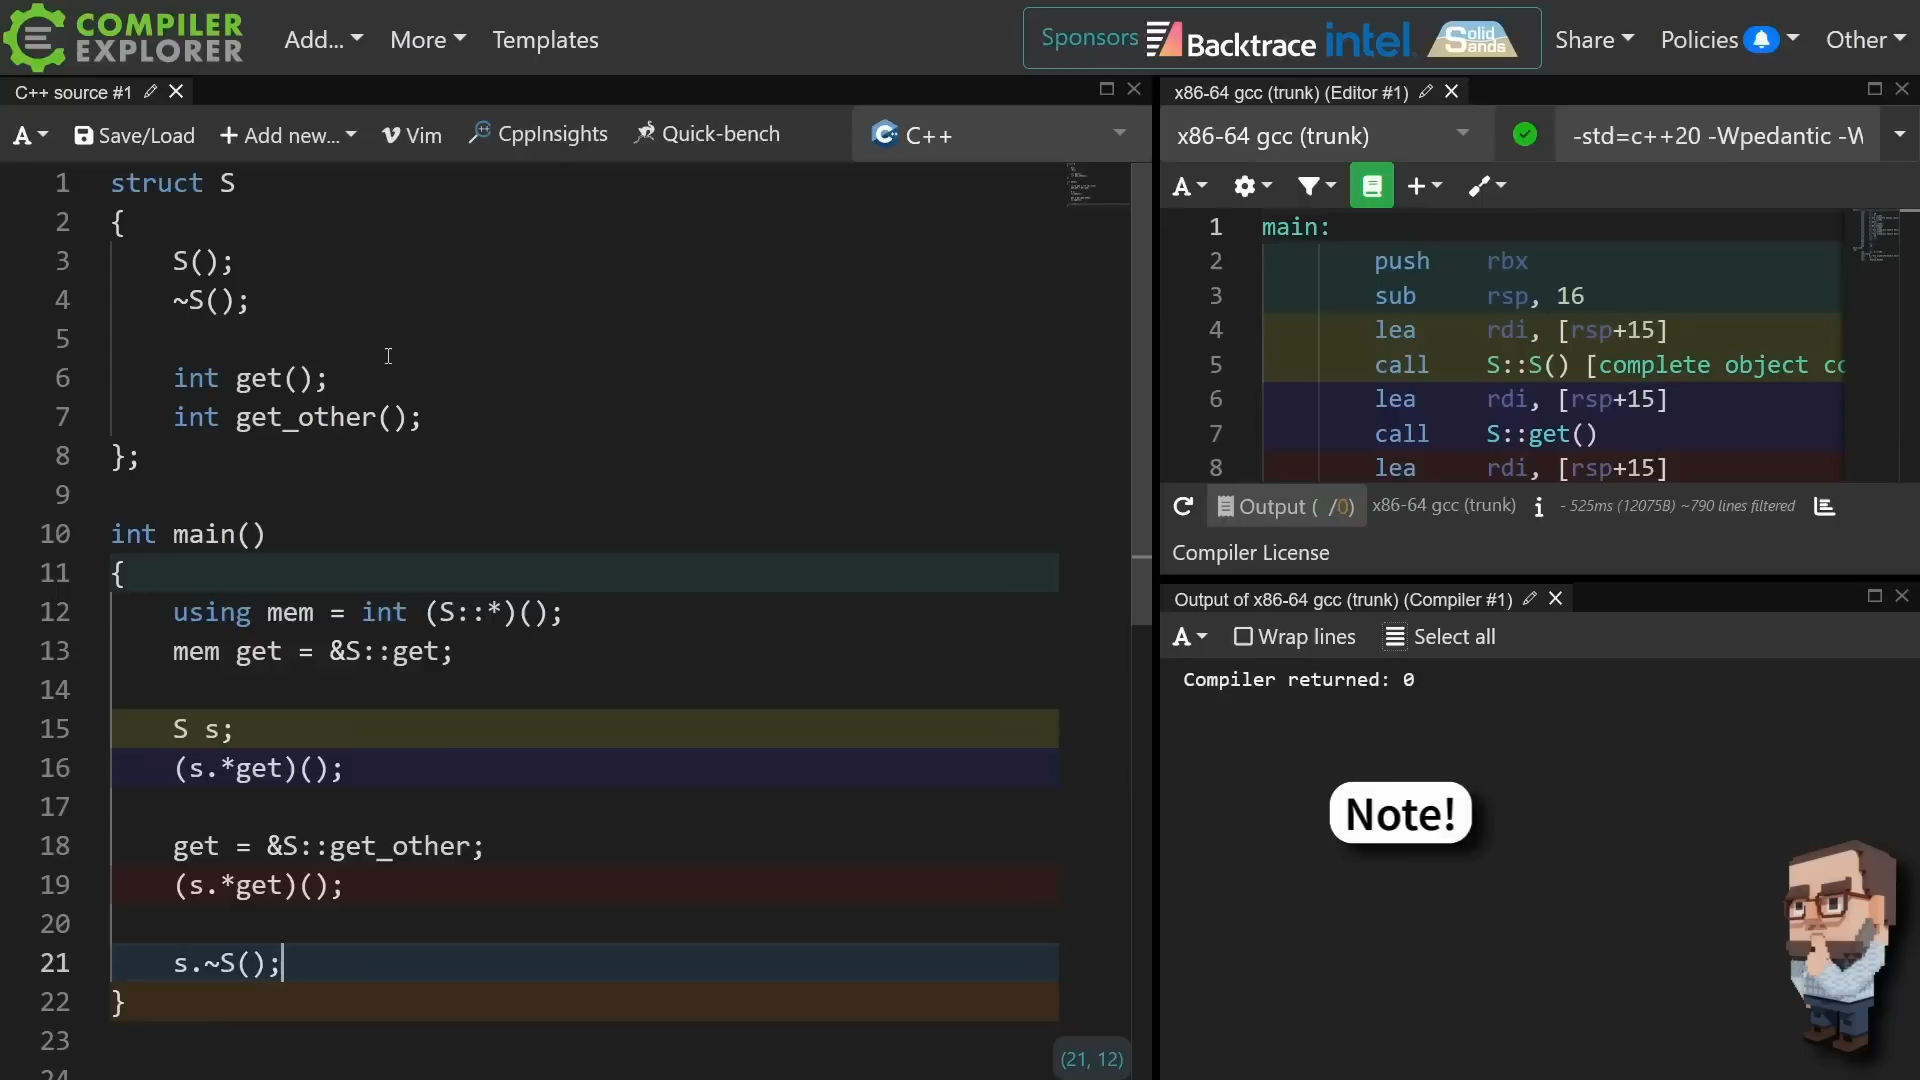 COMPILER EXPLORER
Add... More Templates
Sponsors Backtrace intel Solid Sands
Share Policies Other
C++ source #1
A Save/Load + Add new... Vim CppInsights Quick-bench C++
1 struct S
2 {
3 S();
4 ~S();
5
6 int get();
7 int get_other();
8 };
9
10 int main()
11 {
12 using mem = int (S::*)();
13 mem get = &S::get;
14
15 S s;
16 (s.*get)();
17
18 get = &S::get_other;
19 (s.*get)();
20
21 s.~S();
22 }
23
24
(21, 12)
x86-64 gcc (trunk) (Editor #1)
x86-64 gcc (trunk) -std=c++20 -Wpedantic -W
A
1 main:
2 push rbx
3 sub rsp, 16
4 lea rdi, [rsp+15]
5 call S::S() [complete object co
6 lea rdi, [rsp+15]
7 call S::get()
8 lea rdi, [rsp+15]
Output ( /0) x86-64 gcc (trunk) i - 525ms (12075B) ~790 lines filtered
Compiler License
Output of x86-64 gcc (trunk) (Compiler #1)
A Wrap lines Select all
Compiler returned: 0
Note!